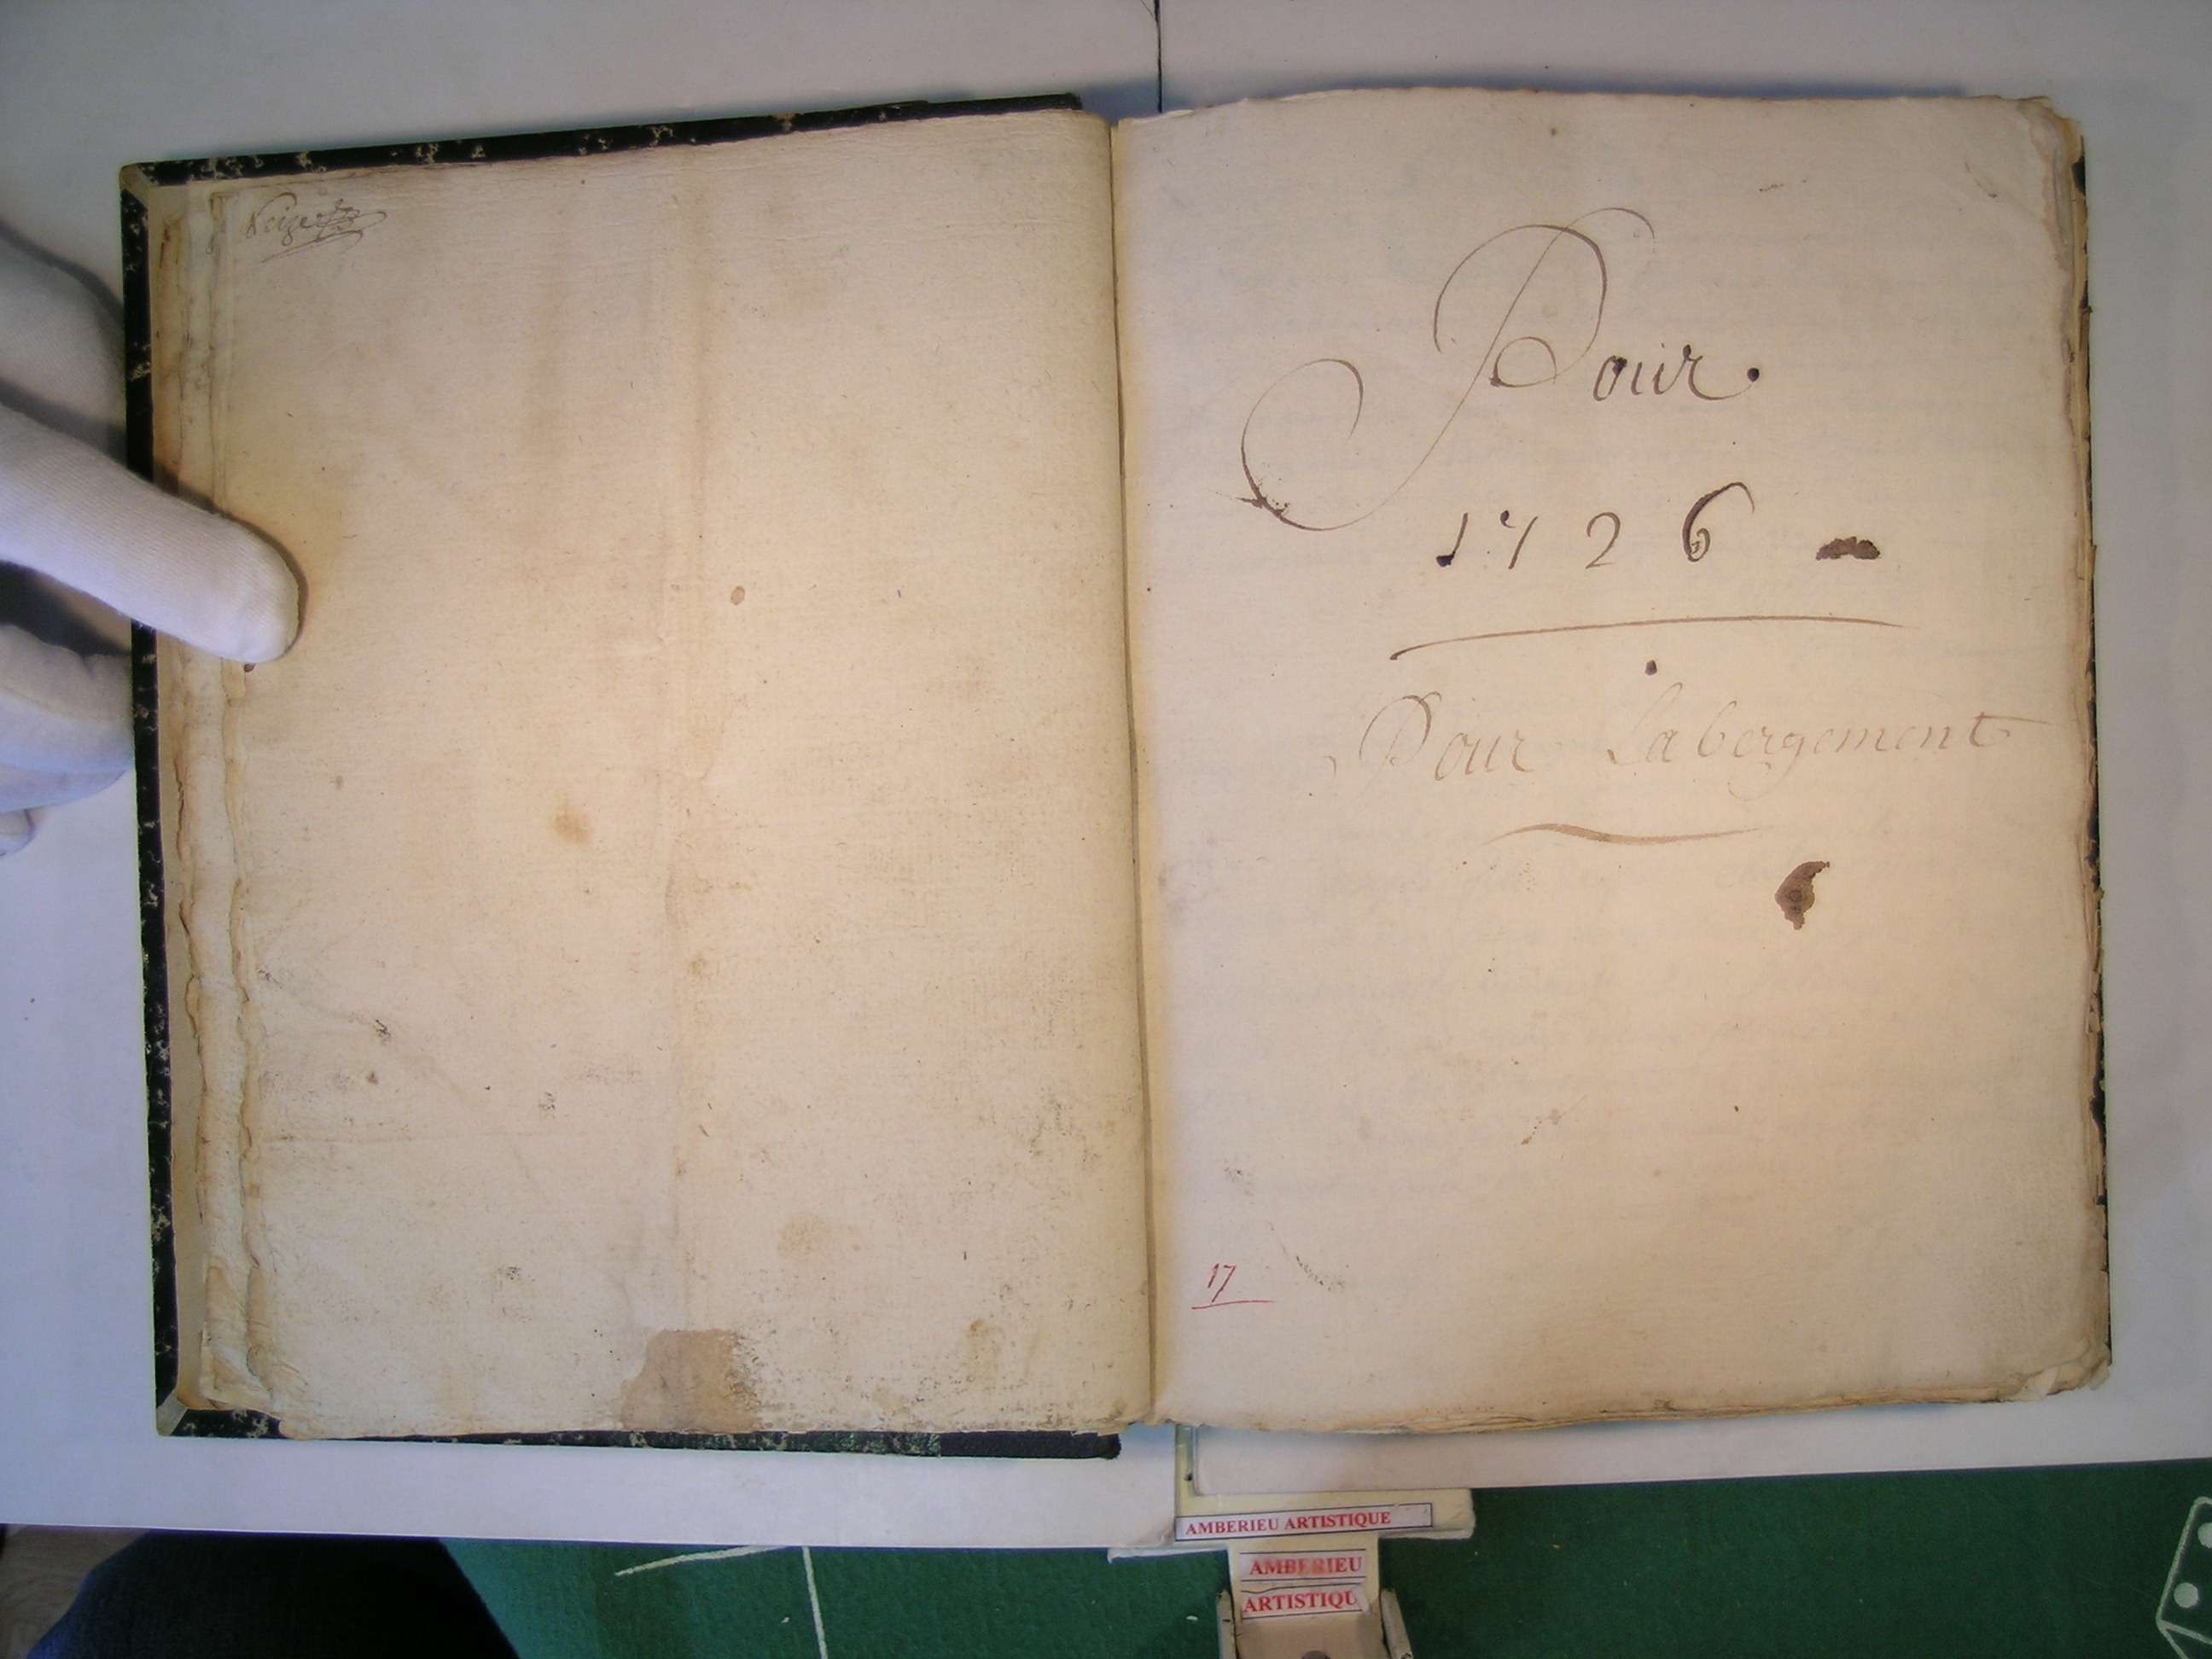 Pour
1726
Pour Labergement
17
AMBERIEU ARTISTIQUE
AMBERIEU
ARTISTIQU